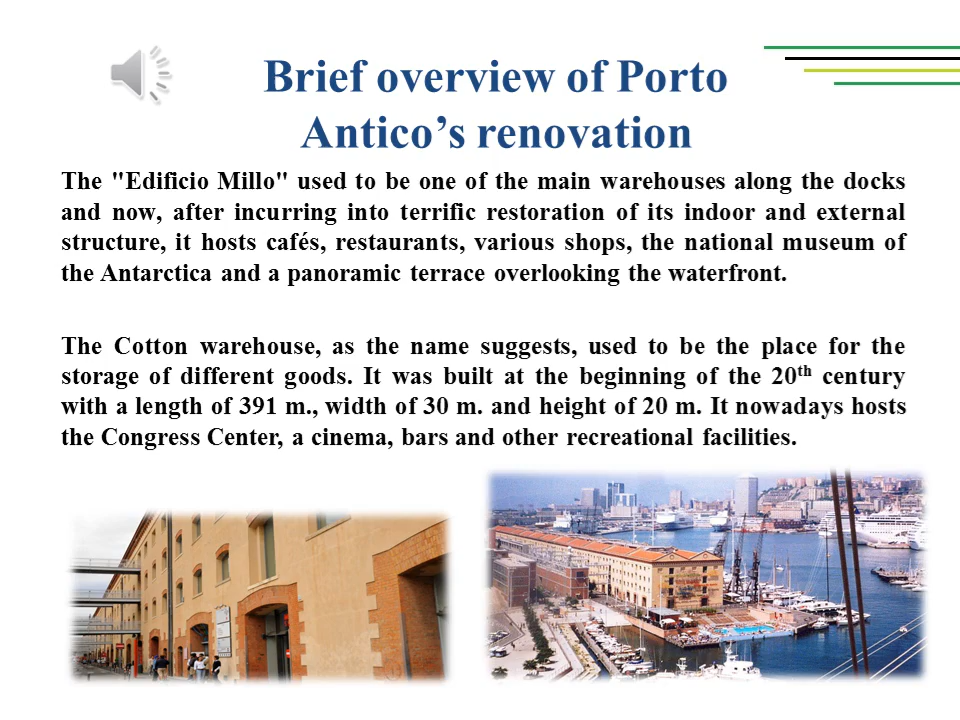 Brief overview of Porto
Antico’s renovation
The "Edificio Millo" used to be one of the main warehouses along the docks
and now, after incurring into terrific restoration of its indoor and external
structure, it hosts cafés, restaurants, various shops, the national museum of
the Antarctica and a panoramic terrace overlooking the waterfront.
The Cotton warehouse, as the name suggests, used to be the place for the
storage of different goods. It was built at the beginning of the 20th century
with a length of 391 m., width of 30 m. and height of 20 m. It nowadays hosts
the Congress Center, a cinema, bars and other recreational facilities.